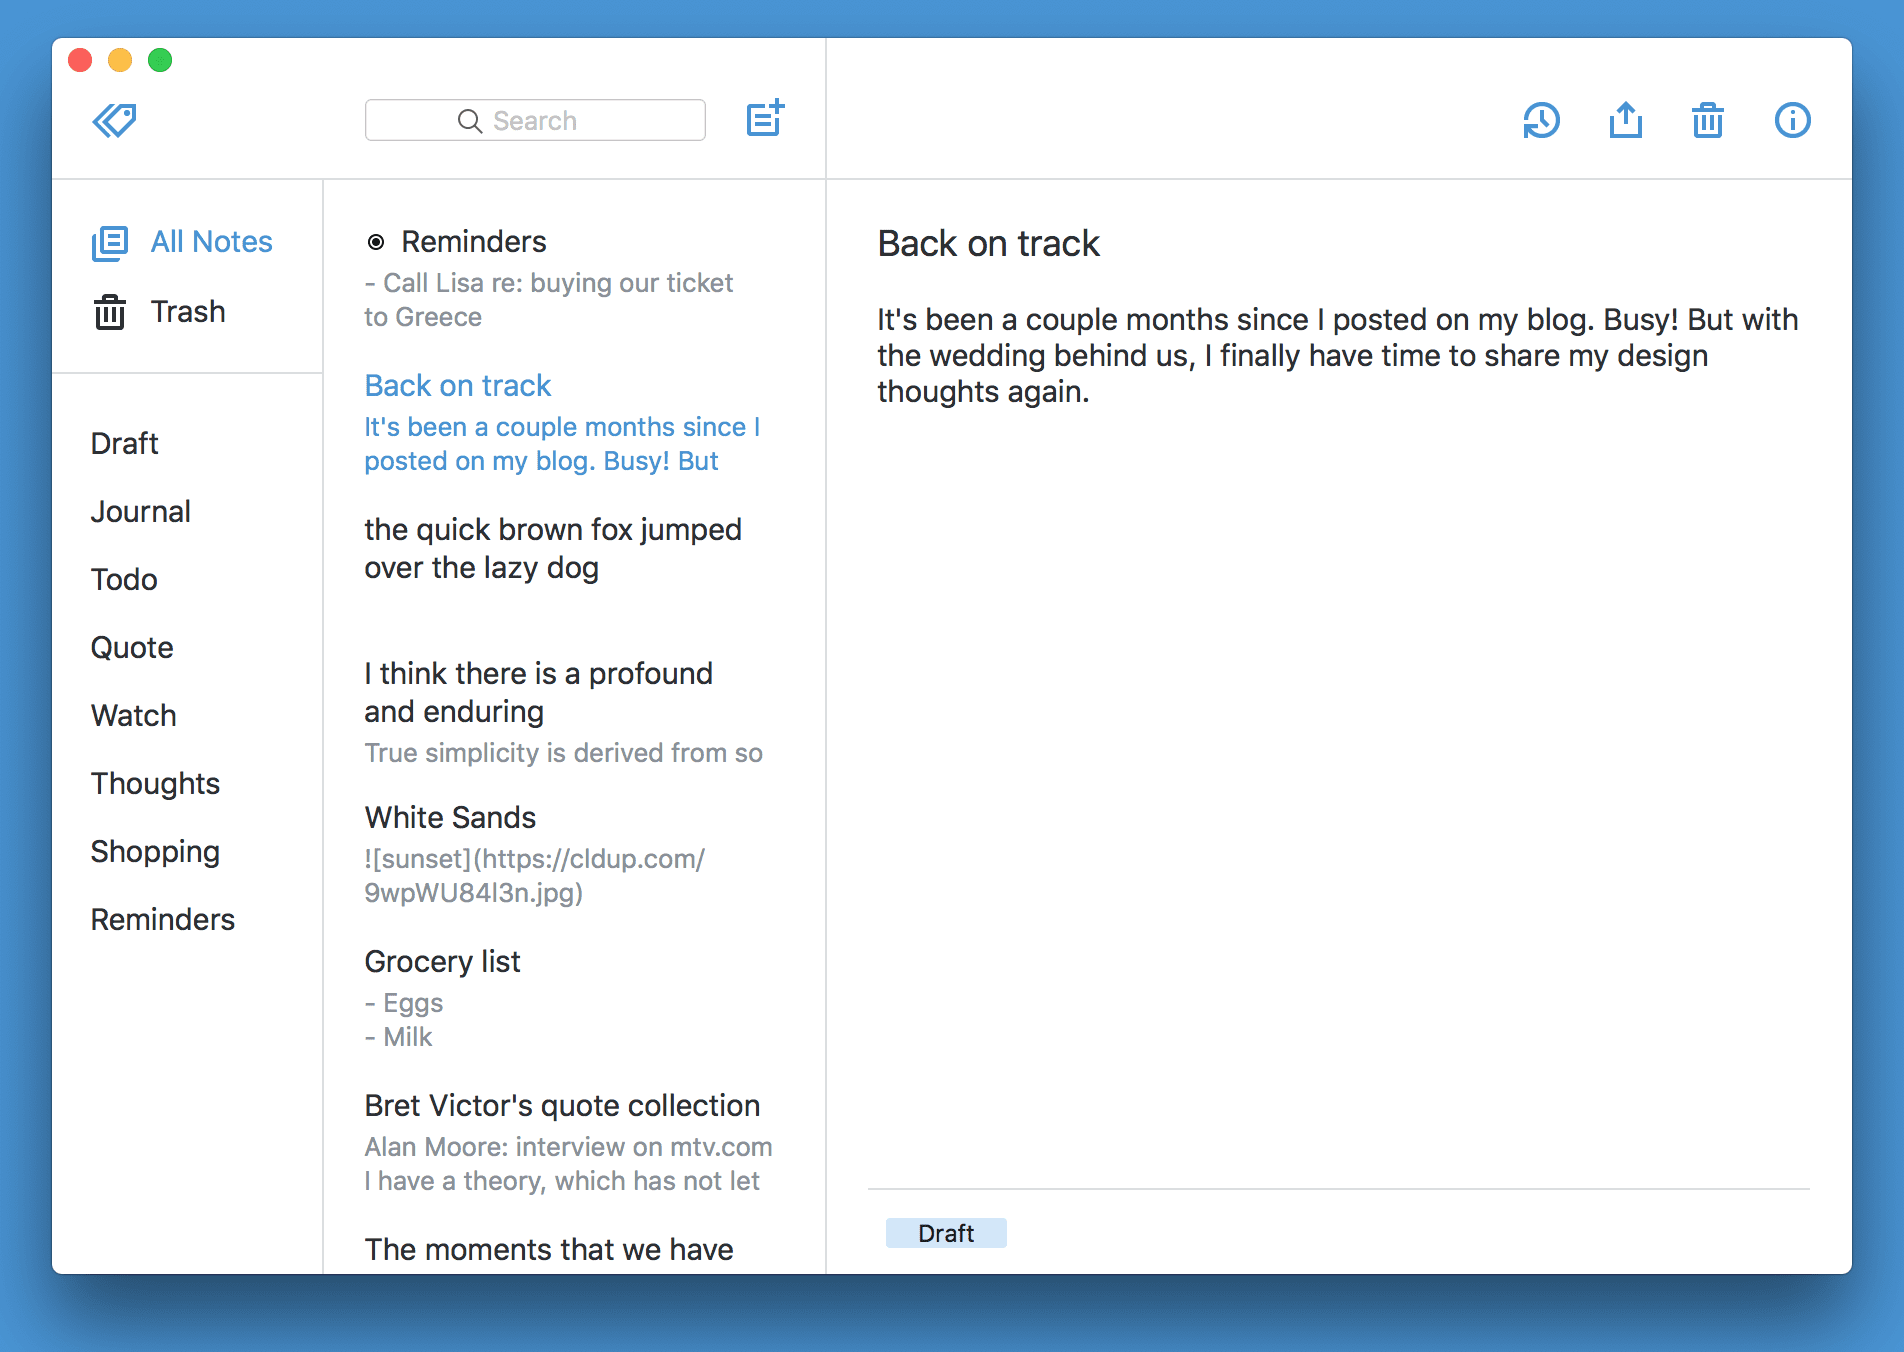 Search
All Notes
Trash
Draft
Journal
Todo
Quote
Watch
Thoughts
Shopping
Reminders
Reminders
- Call Lisa re: buying our ticket
to Greece
Back on track
It's been a couple months since I
posted on my blog. Busy! But
the quick brown fox jumped
over the lazy dog
I think there is a profound
and enduring
True simplicity is derived from so
White Sands
![sunset](https://cldup.com/
9wpWU84l3n.jpg)
Grocery list
- Eggs
- Milk
Bret Victor's quote collection
Alan Moore: interview on mtv.com
I have a theory, which has not let
The moments that we have
Back on track
It's been a couple months since I posted on my blog. Busy! But with
the wedding behind us, I finally have time to share my design
thoughts again.
Draft